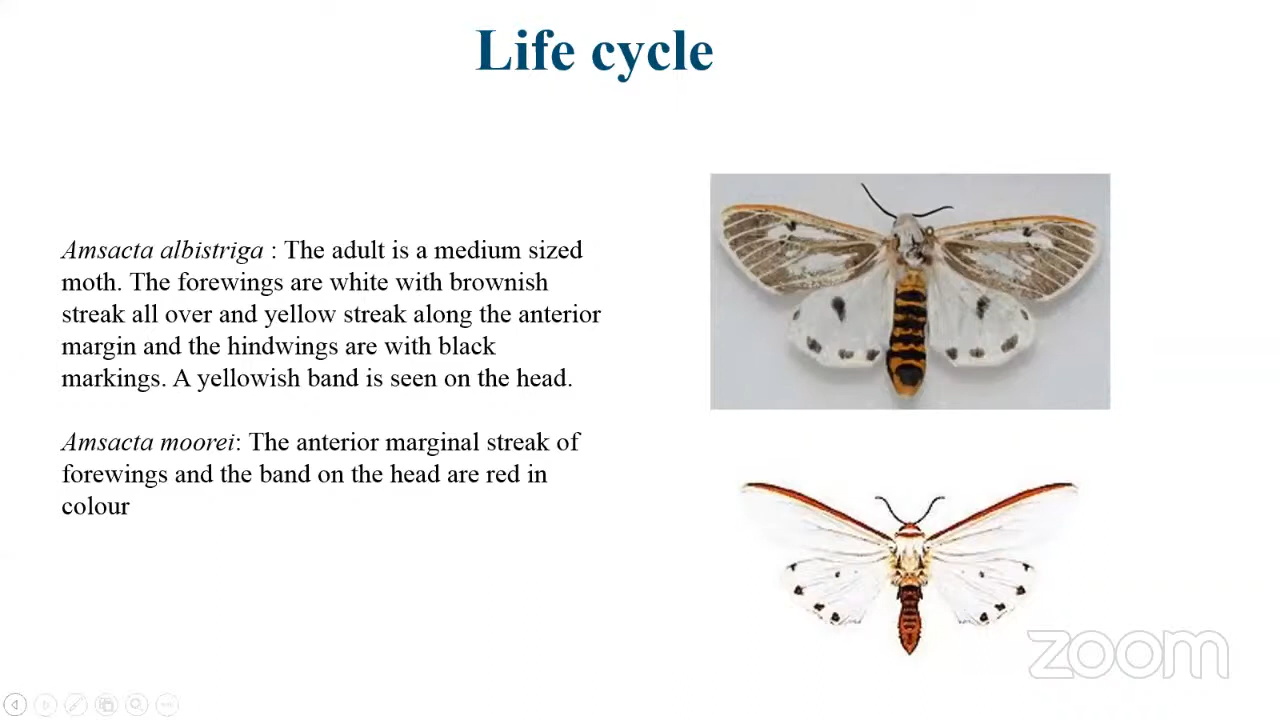 Life cycle
Amsacta albistriga : The adult is a medium sized
moth. The forewings are white with brownish
streak all over and yellow streak along the anterior
margin and the hindwings are with black
markings. A yellowish band is seen on the head.
Amsacta moorei: The anterior marginal streak of
forewings and the band on the head are red in
colour
zoom